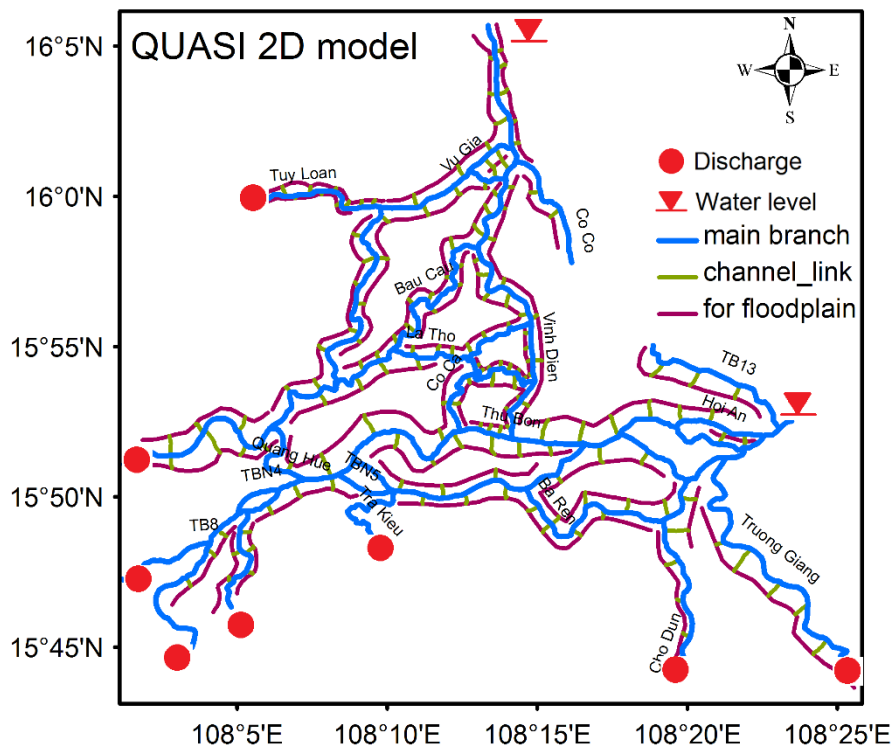 QUASI 2D model
16°5'N
16°0'N
15°55'N
15°50'N
15°45'N
N
W
E
S
Discharge
Water level
main branch
channel_link
for floodplain
Tuy Loan
Vu Gia
Co Co
Bau Cau
La Tho
Vinh Dien
Co Ca
Thu Bon
TB13
Hoi An
Quang Hue
TBN4
TBN5
TB8
Tra Kieu
Ba Ren
Truong Giang
Cho Dun
108°5'E
108°10'E
108°15'E
108°20'E
108°25'E